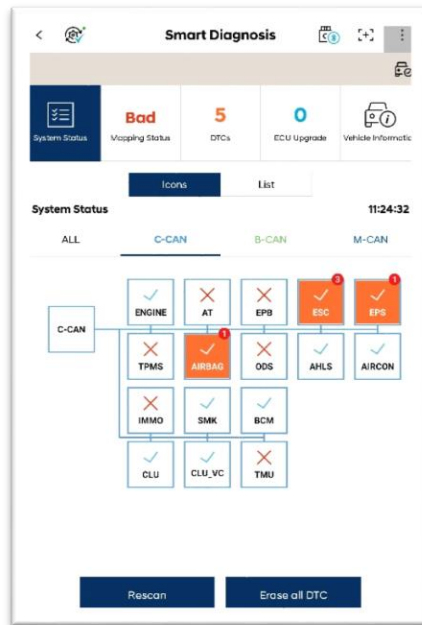 Smart Diagnosis
Bad 5 0
System Status Mapping Status DTCs ECU Upgrade Vehicle Informatic
Icons List
System Status 11:24:32
ALL C-CAN B-CAN M-CAN
3 1
C-CAN ENGINE AT EPB ESC EPS
1
TPMS AIRBAG ODS AHLS AIRCON
IMMO SMK BCM
CLU CLU_VC TMU
Rescan Erase all DTC